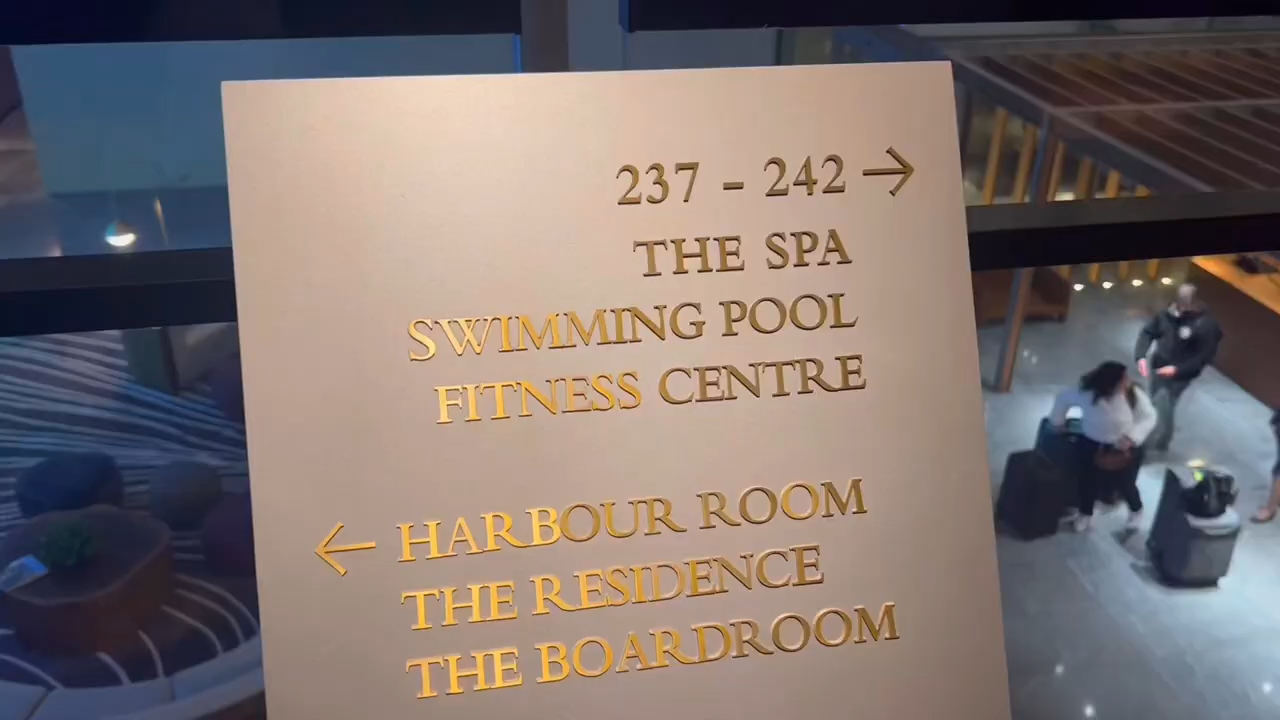 237 - 242 →
THE SPA
SWIMMING POOL
FITNESS CENTRE
← HARBOUR ROOM
THE RESIDENCE
THE BOARDROOM